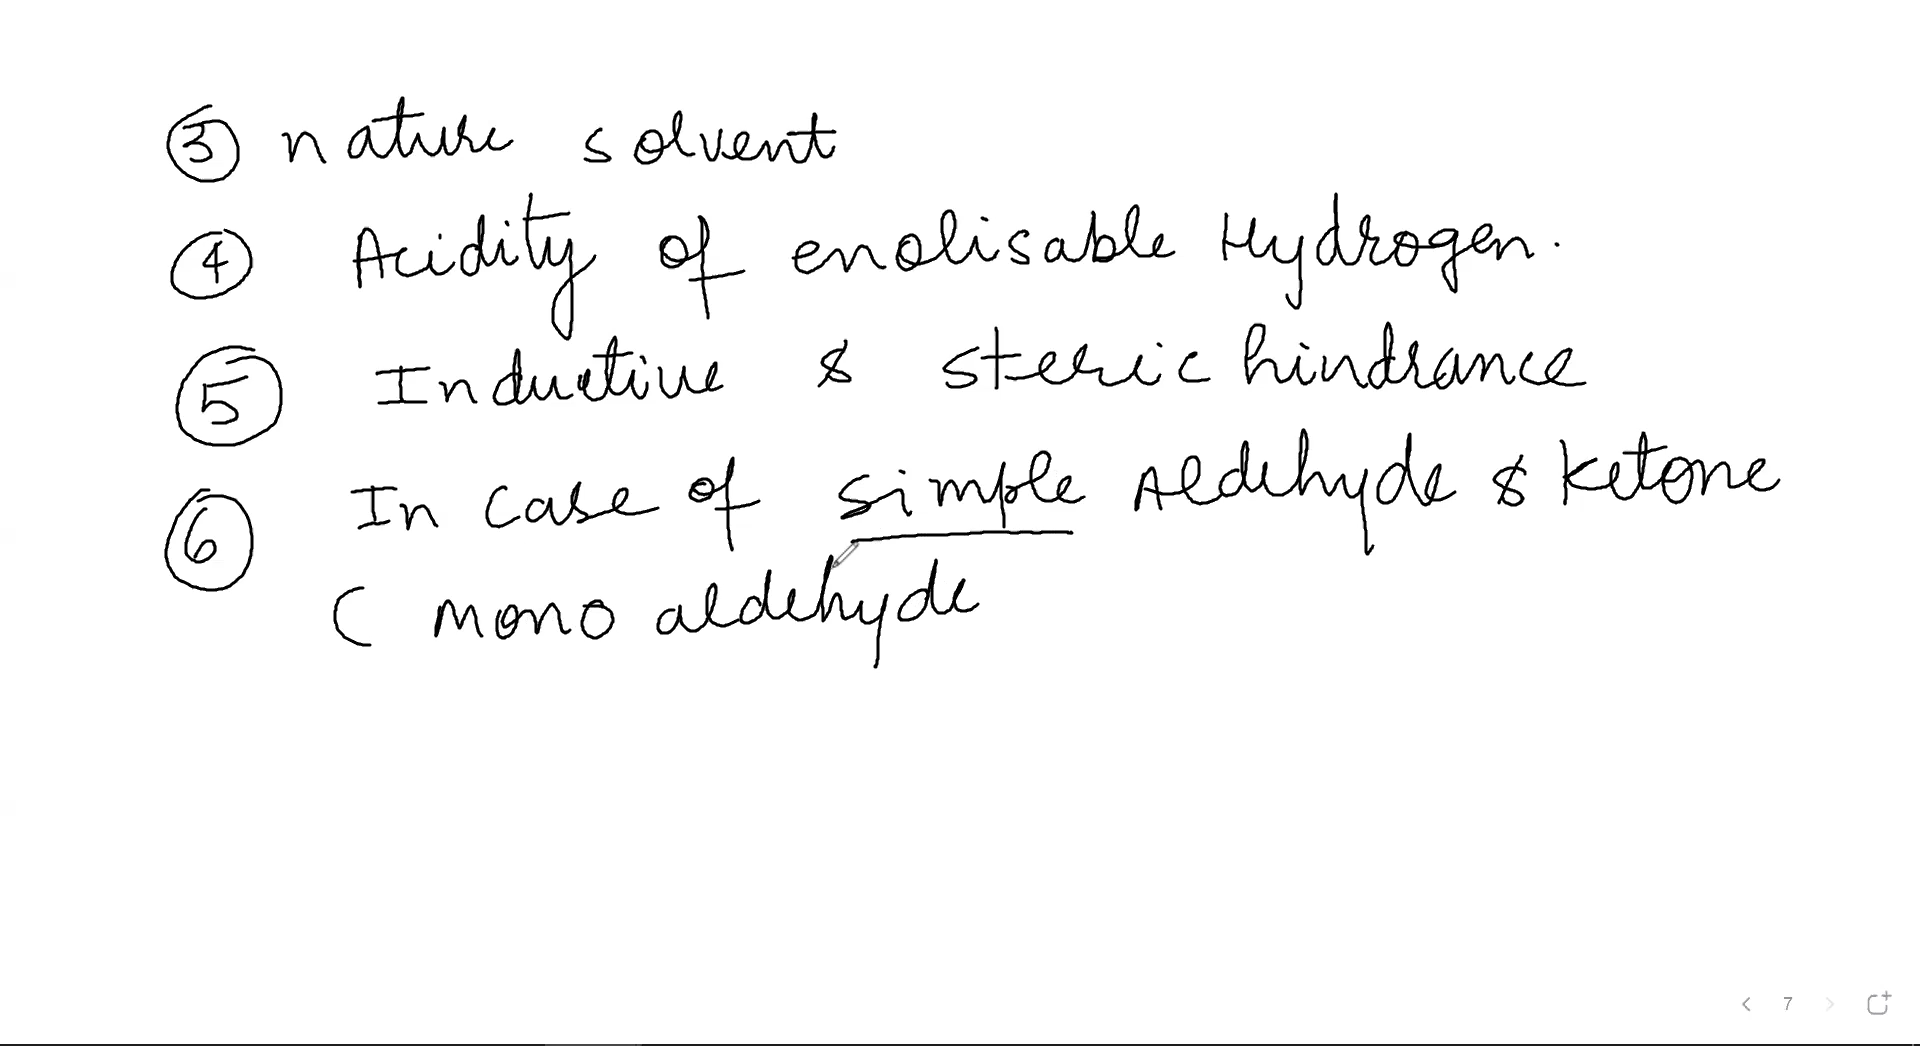 ③ nature solvent
④ Acidity of enolisable Hydrogen.
⑤ Inductive & steric hindrance
⑥ In case of simple Aldehyde & Ketone
( mono aldehyde
7